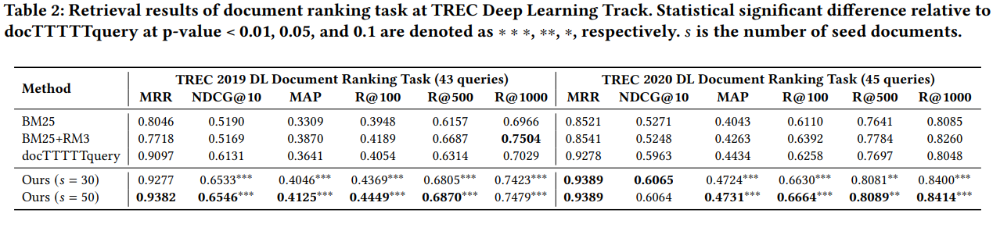 Table 2: Retrieval results of document ranking task at TREC Deep Learning Track. Statistical significant difference relative to
docTTTTTquery at p-value < 0.01, 0.05, and 0.1 are denoted as ∗ ∗ ∗, ∗∗, ∗, respectively. s is the number of seed documents.
Method TREC 2019 DL Document Ranking Task (43 queries) TREC 2020 DL Document Ranking Task (45 queries)
MRR NDCG@10 MAP R@100 R@500 R@1000 MRR NDCG@10 MAP R@100 R@500 R@1000
BM25 0.8046 0.5190 0.3309 0.3948 0.6157 0.6966 0.8521 0.5271 0.4043 0.6110 0.7641 0.8085
BM25+RM3 0.7718 0.5169 0.3870 0.4189 0.6687 0.7504 0.8541 0.5248 0.4263 0.6392 0.7784 0.8260
docTTTTTquery 0.9097 0.6131 0.3641 0.4054 0.6314 0.7029 0.9278 0.5963 0.4434 0.6258 0.7697 0.8048
Ours (s = 30) 0.9277 0.6533∗∗∗ 0.4046∗∗∗ 0.4369∗∗∗ 0.6805∗∗∗ 0.7423∗∗∗ 0.9389 0.6065 0.4724∗∗∗ 0.6630∗∗∗ 0.8081∗∗ 0.8400∗∗∗
Ours (s = 50) 0.9382 0.6546∗∗∗ 0.4125∗∗∗ 0.4449∗∗∗ 0.6870∗∗∗ 0.7479∗∗∗ 0.9389 0.6064 0.4731∗∗∗ 0.6664∗∗∗ 0.8089∗∗ 0.8414∗∗∗